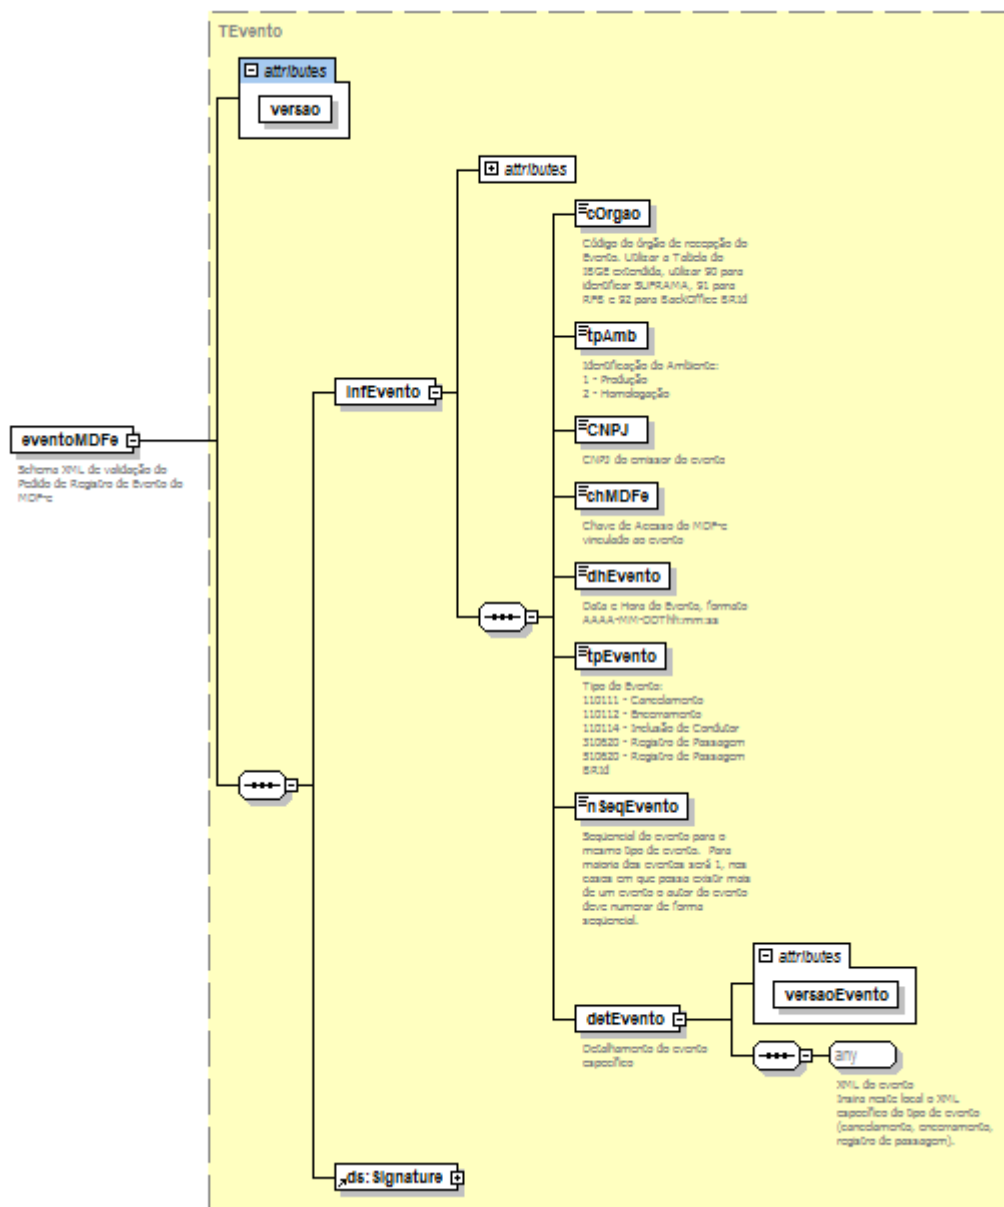 TEvento
attributes
versao
attributes
cOrgao
Código do órgão de recepção do
Evento. Utilizar a Tabela do
IBGE extendida, utilizar 90 para
identificar SUFRAMA, 91 para
RFB e 92 para BackOffice BRId
tpAmb
Identificação do Ambiente:
1 - Produção
2 - Homologação
infEvento
CNPJ
CNPJ do emissor do evento
eventoMDFe
Schema XML de validação do
Pedido de Registro de Evento do
MDF-e
chMDFe
Chave de Acesso do MDF-e
vinculado ao evento
dhEvento
Data e Hora do Evento, formato
AAAA-MM-DDThh:mm:ss
tpEvento
Tipo do Evento:
110111 - Cancelamento
110112 - Encerramento
110114 - Inclusão de Condutor
310620 - Registro de Passagem
510620 - Registro de Passagem
BRId
nSeqEvento
Seqüencial do evento para o
mesmo tipo de evento. Para
maioria dos eventos será 1, nos
casos em que possa existir mais
de um evento o autor do evento
deve numerar de forma
seqüencial.
attributes
versaoEvento
detEvento
Detalhamento do evento
específico
any
XML do evento
Insira neste local o XML
específico do tipo de evento
(cancelamento, encerramento,
registro de passagem).
ds:Signature